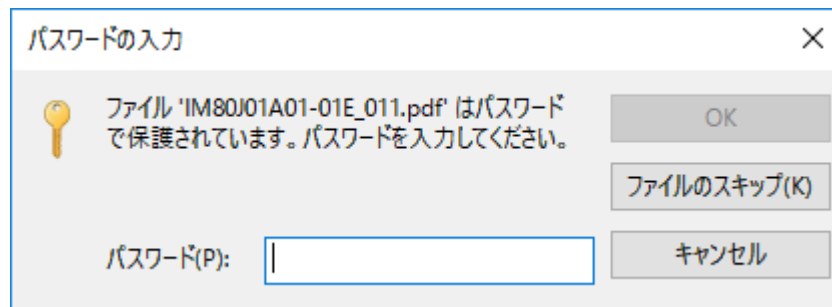 パスワードの入力
ファイル 'IM80J01A01-01E_011.pdf' はパスワード
で保護されています。パスワードを入力してください。
OK
ファイルのスキップ(K)
パスワード(P):
キャンセル